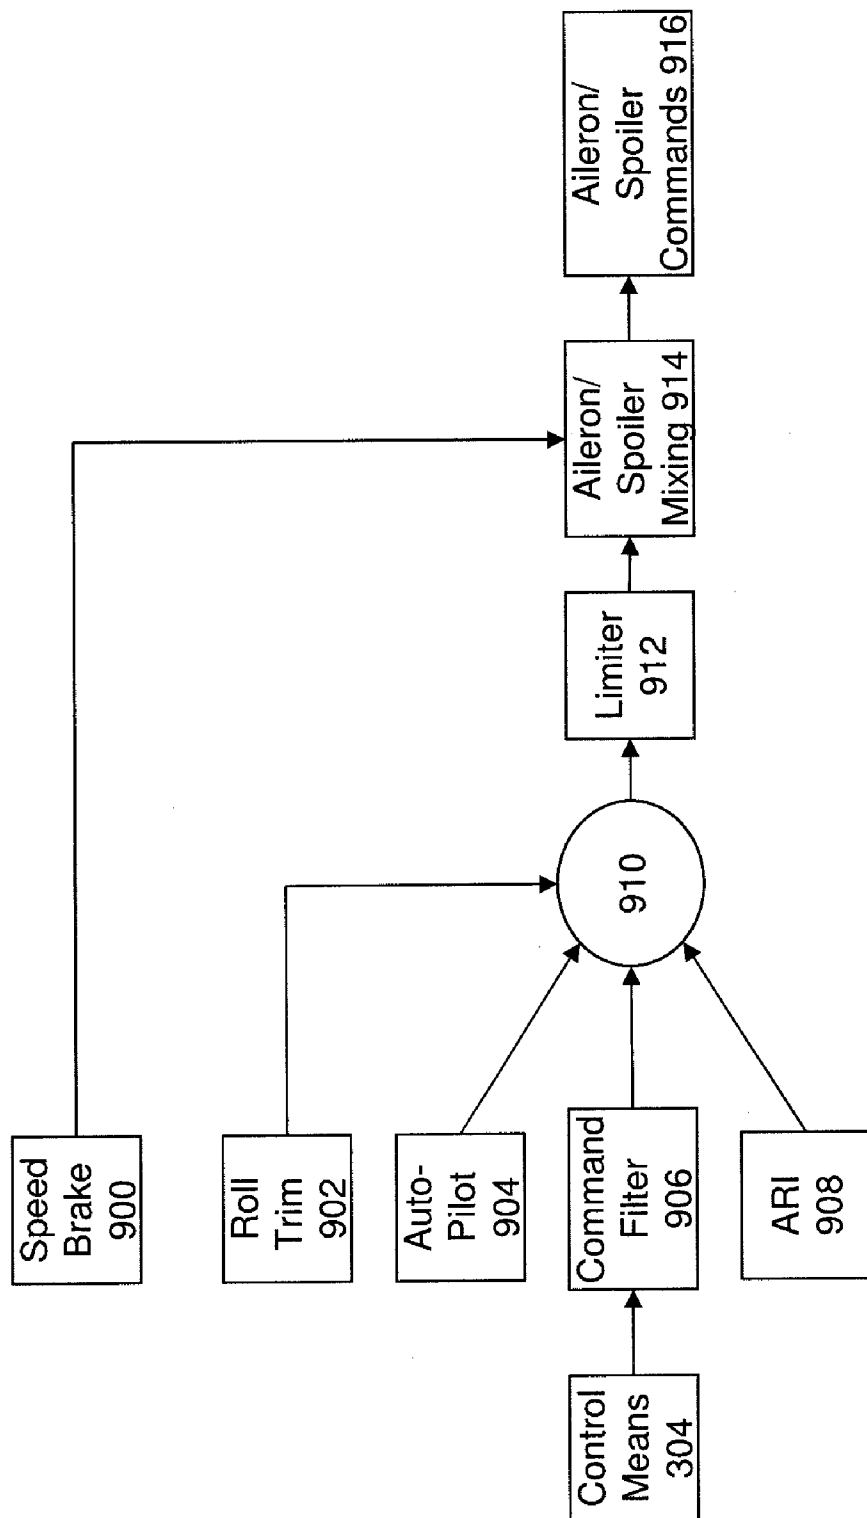 Speed
Brake
900
Roll
Trim
902
Auto-
Pilot
904
Control
Means
304
Command
Filter
906
ARI
908
910
Limiter
912
Aileron/
Spoiler
Mixing 914
Aileron/
Spoiler
Commands 916